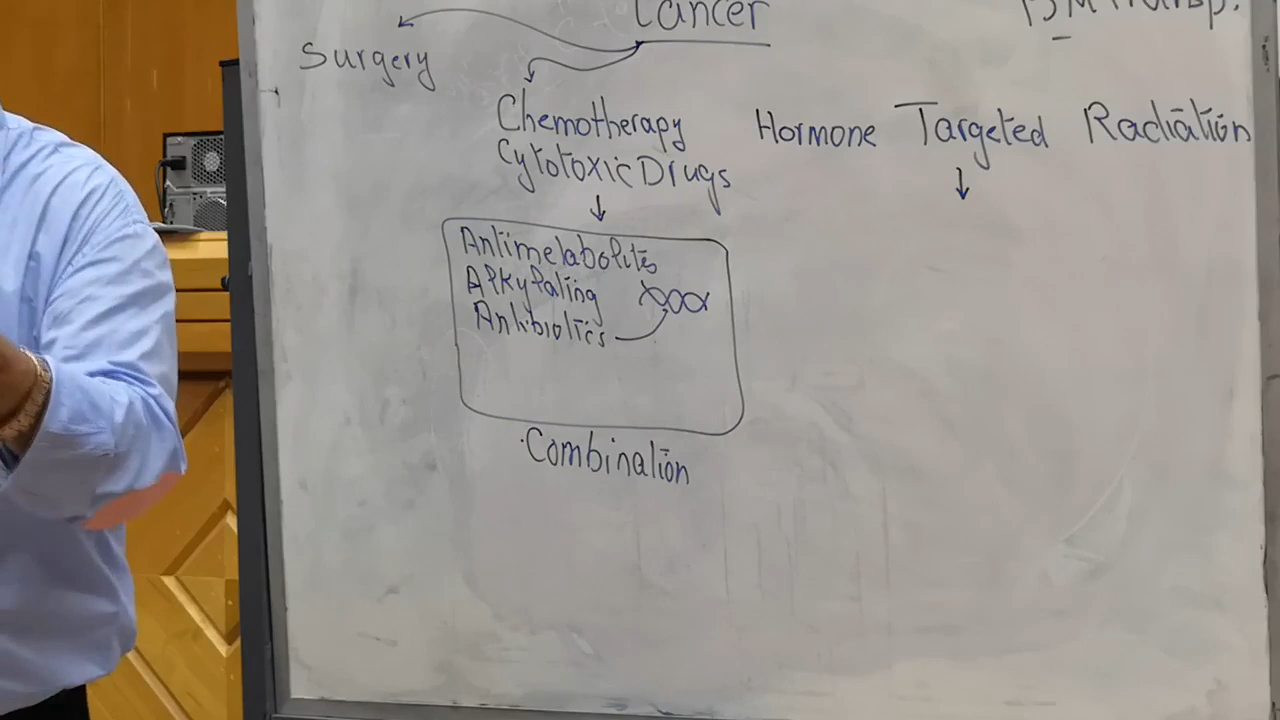 Cancer
Surgery
Chemotherapy
Cytotoxic Drugs
Hormone Targeted Radiation
Antimetabolites
Alkylating
Antibiotics
Combination